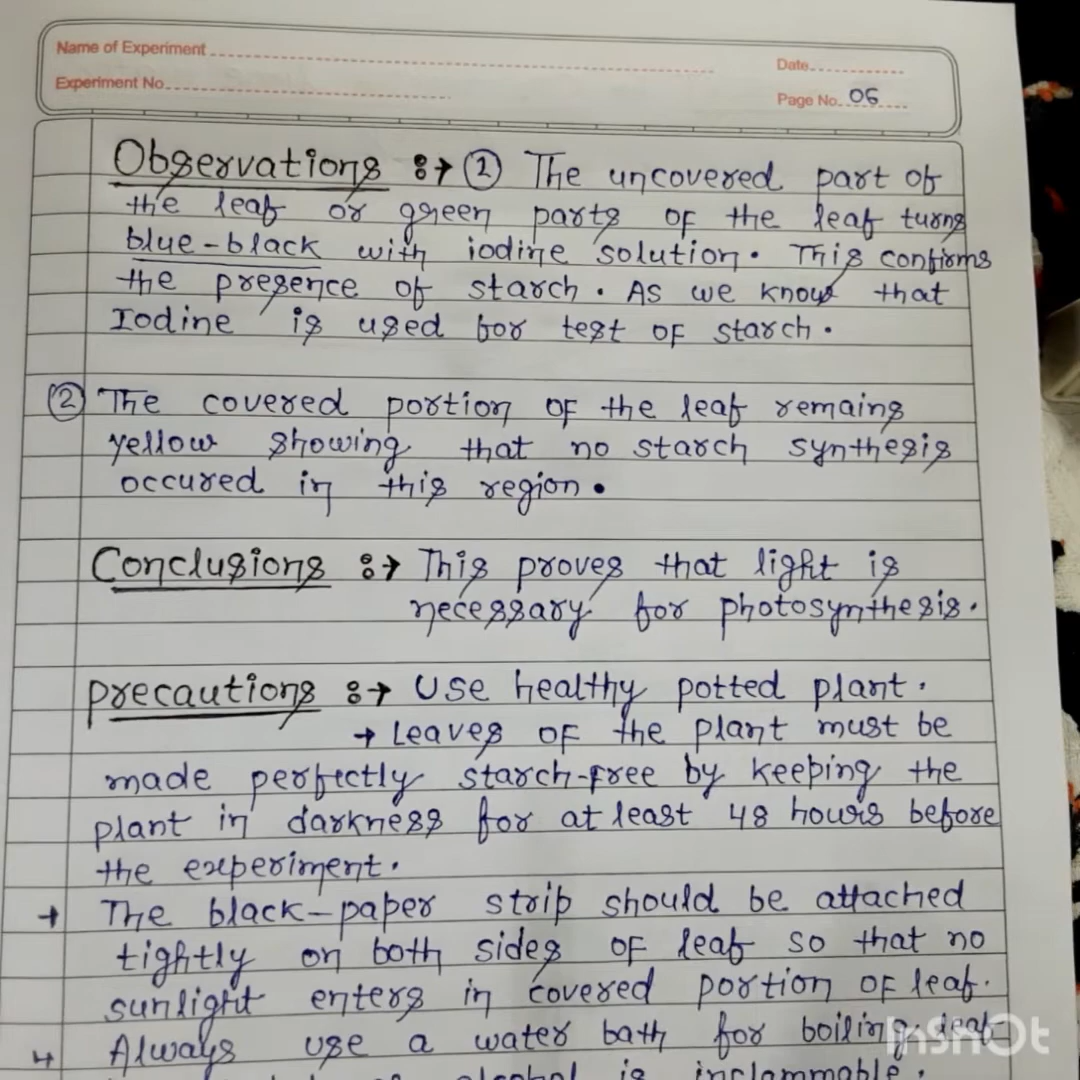 Name of Experiment
Date
Experiment No.
Page No. 06
Observations :→ ① The uncovered part of
the leaf or green parts of the leaf turns
blue-black with iodine solution. This confirms
the presence of starch. As we know that
Iodine is used for test of starch.
② The covered portion of the leaf remains
yellow showing that no starch synthesis
occured in this region.
Conclusions :→ This proves that light is
necessary for photosynthesis.
Precautions :→ Use healthy potted plant.
→ Leaves of the plant must be
made perfectly starch-free by keeping the
plant in darkness for at least 48 hours before
the experiment.
→ The black-paper strip should be attached
tightly on both sides of leaf so that no
sunlight enters in covered portion of leaf.
Always use a water bath for boiling leaf
alcohol is inclammable.
InShOt